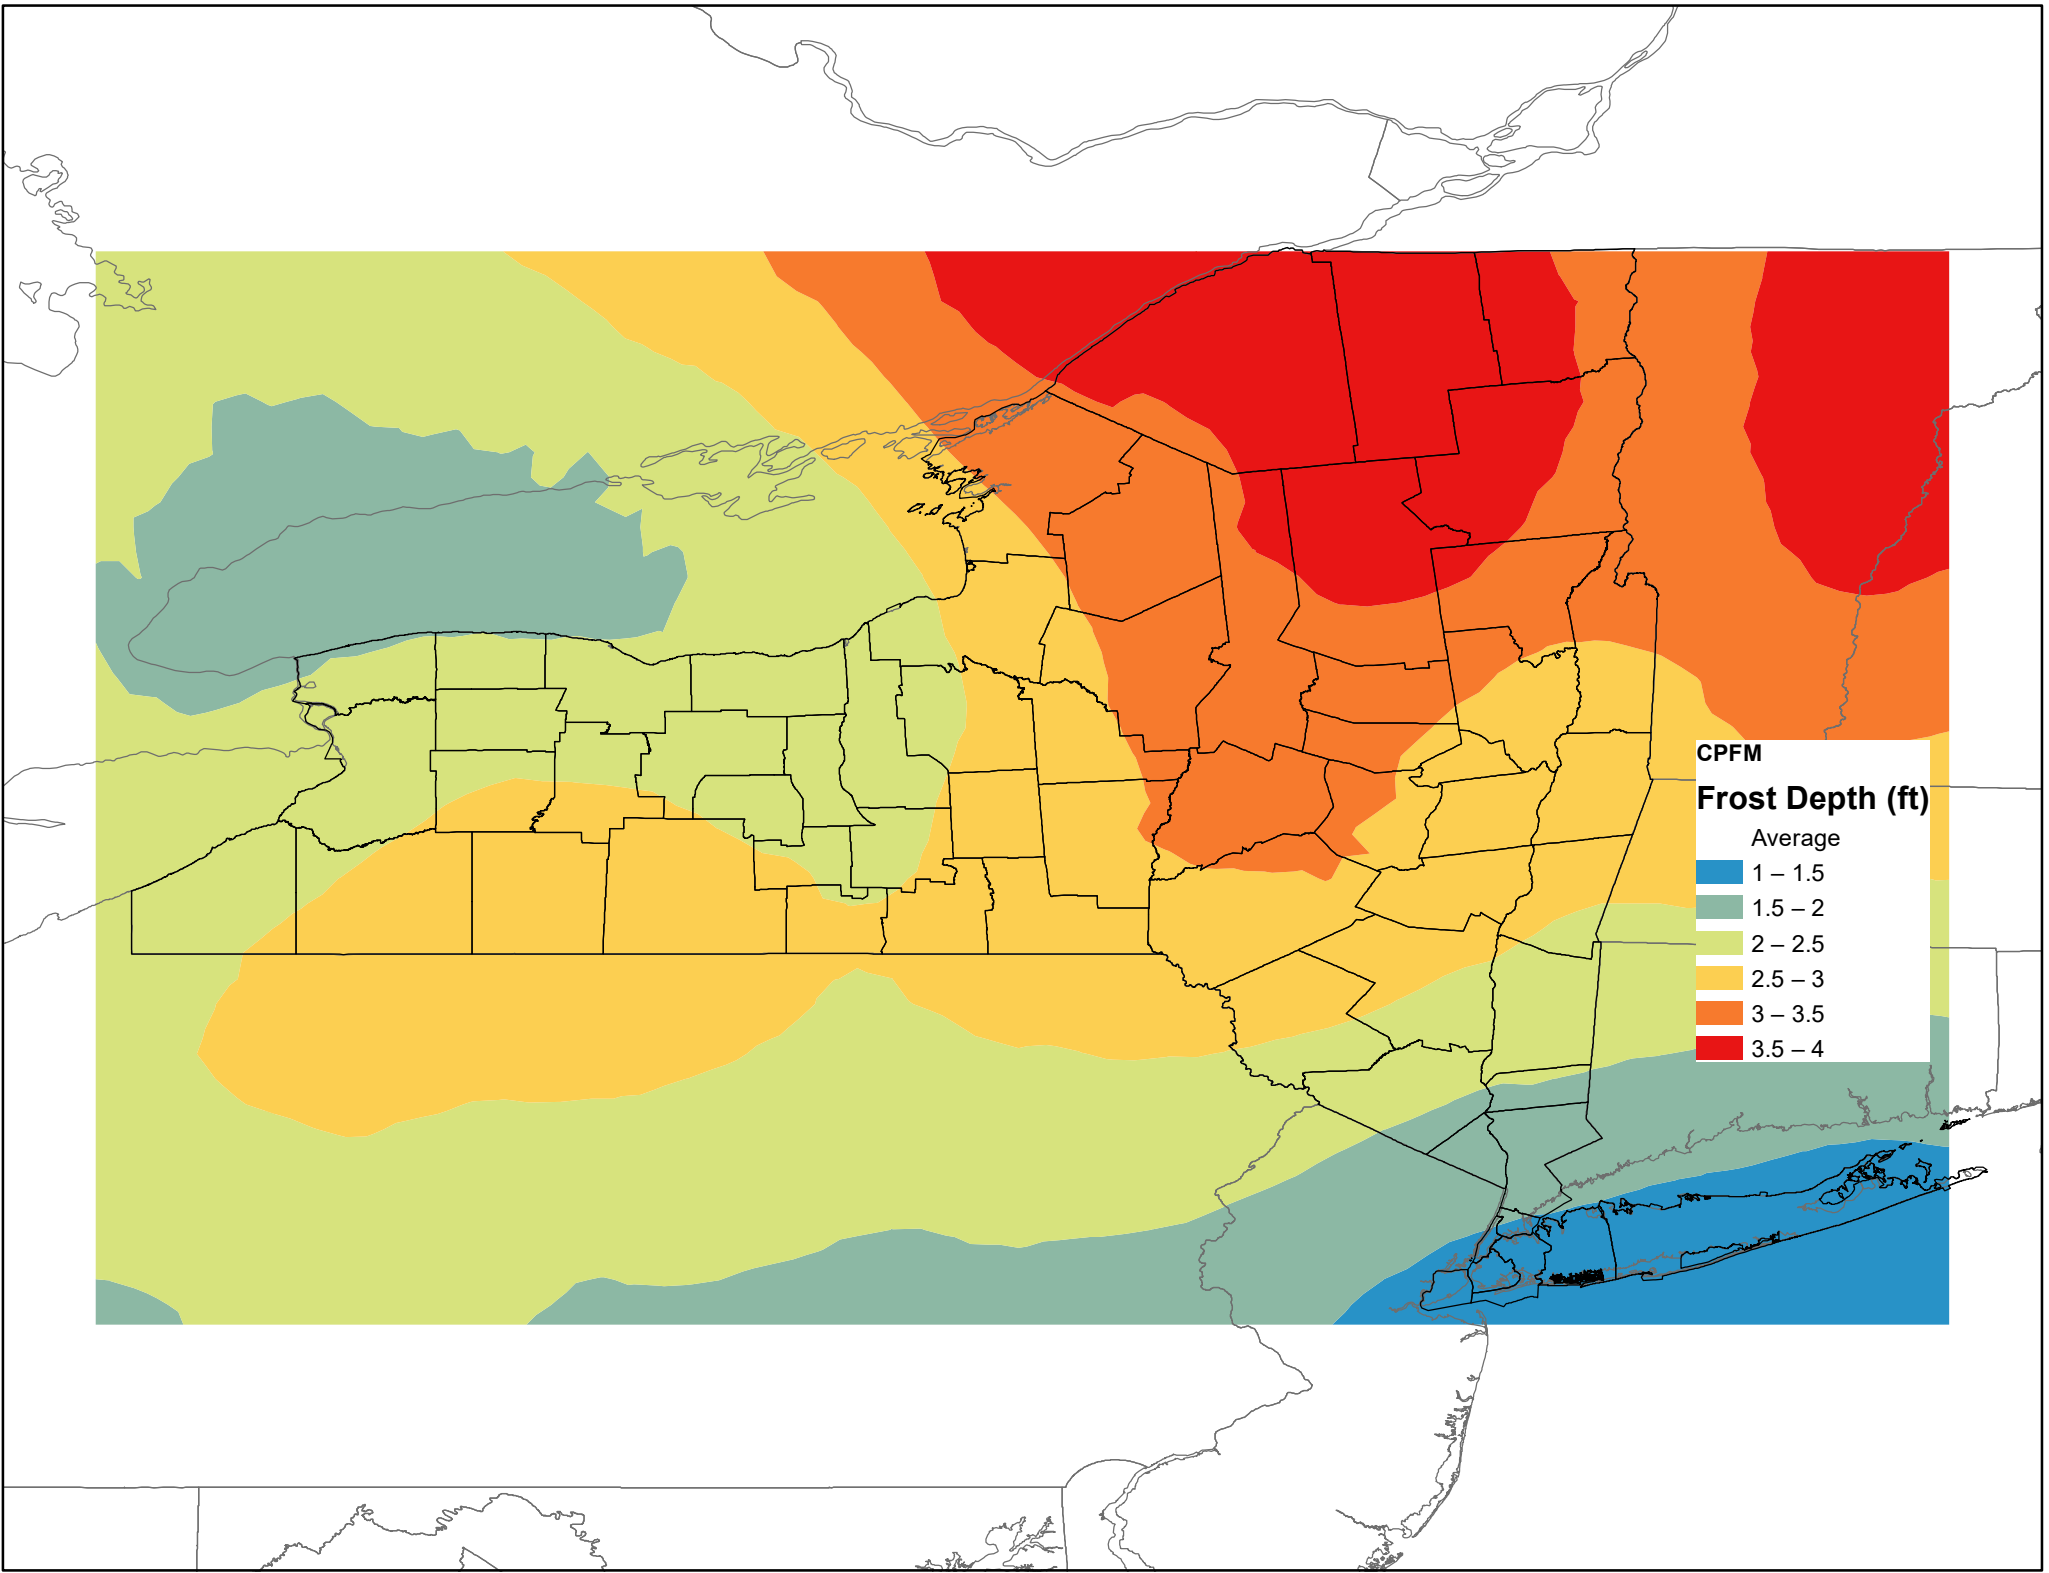 CPFM
Frost Depth (ft)
Average
1 – 1.5
1.5 – 2
2 – 2.5
2.5 – 3
3 – 3.5
3.5 – 4